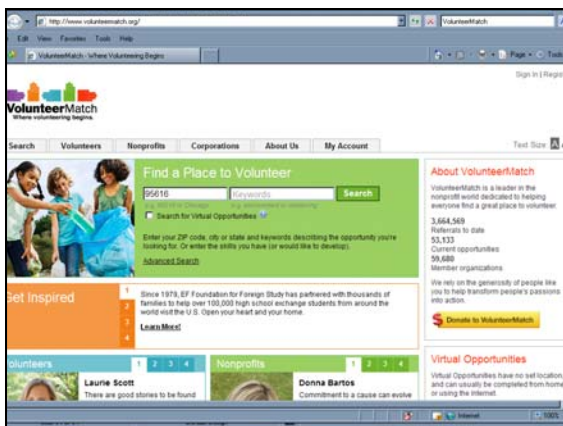 http://www.volunteermatch.org/
VolunteerMatch
Edit View Favorites Tools Help
VolunteerMatch - Where Volunteering Begins
Page
Tools
Sign In | Regis
VolunteerMatch
Where volunteering begins.
Search Volunteers Nonprofits Corporations About Us My Account
Text Size: A
Find a Place to Volunteer
95616 Keywords Search
Search for Virtual Opportunities
Enter your ZIP code, city or state and keywords describing the opportunity you're
looking for. Or enter the skills you have (or would like to develop).
Advanced Search
About VolunteerMatch
VolunteerMatch is a leader in the
nonprofit world dedicated to helping
everyone find a great place to volunteer.
3,664,569
Referrals to date
53,133
Current opportunities
59,680
Member organizations
We rely on the generosity of people like
you to help transform people's passions
into action.
Donate to VolunteerMatch
Get Inspired
1
2
3
4
Since 1979, EF Foundation for Foreign Study has partnered with thousands of
families to help over 100,000 high school exchange students from around the
world visit the U.S. Open your heart and your home.
Learn More!
Volunteers 1 2 3 4
Laurie Scott
There are good stories to be found
Nonprofits 1 2 3 4
Donna Bartos
Commitment to a cause can evolve
Virtual Opportunities
Virtual Opportunities have no set location,
and can usually be completed from home
or using the internet.
Internet
100%